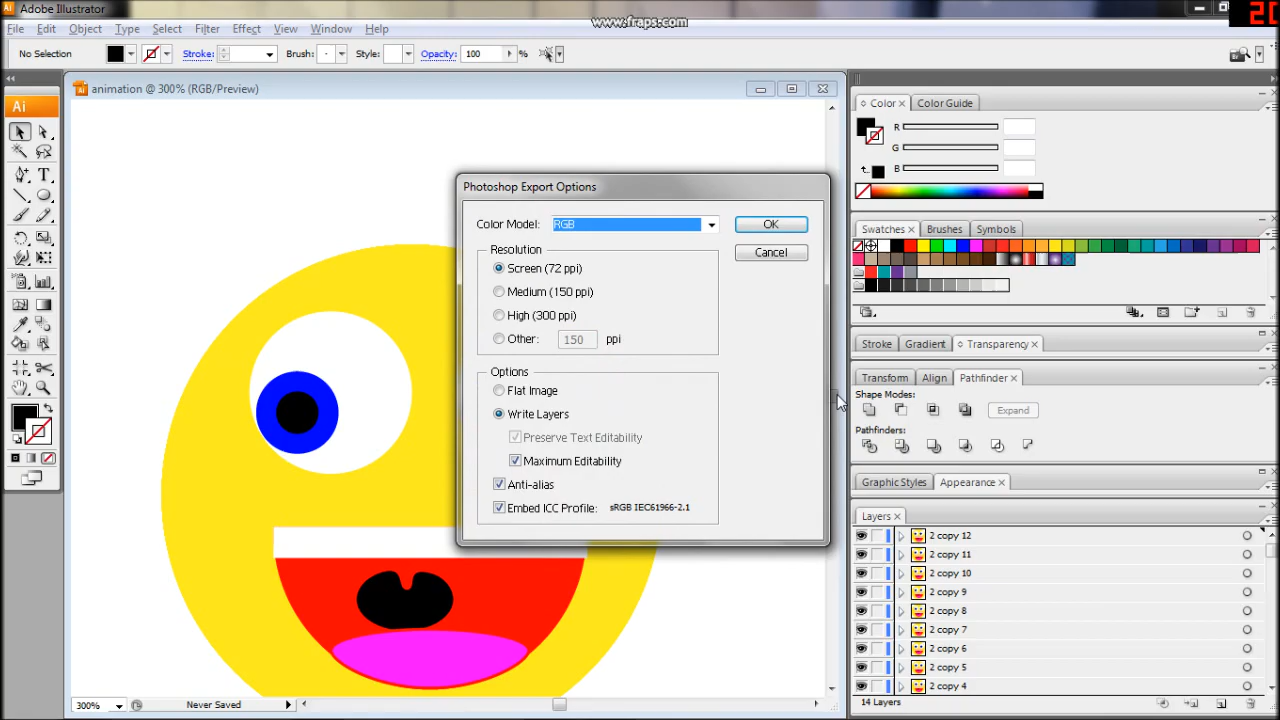 Adobe Illustrator
www.fraps.com
20
File Edit Object Type Filter Select Effect View Window Help
No Selection Stroke: Brush: Style: Opacity: 100 %
animation @ 300% (RGB/Preview)
Ai
Photoshop Export Options
Color Model: RGB
OK
Cancel
Resolution
Screen (72 ppi)
Medium (150 ppi)
High (300 ppi)
Other: 150 ppi
Options
Flat Image
Write Layers
Preserve Text Editability
Maximum Editability
Anti-alias
Embed ICC Profile: sRGB IEC61966-2.1
300% Never Saved
Color Color Guide
R
G
B
Swatches Brushes Symbols
Stroke Gradient Transparency
Transform Align Pathfinder
Shape Modes:
Expand
Pathfinders:
Graphic Styles Appearance
Layers
2 copy 12
2 copy 11
2 copy 10
2 copy 9
2 copy 8
2 copy 7
2 copy 6
2 copy 5
2 copy 4
14 Layers